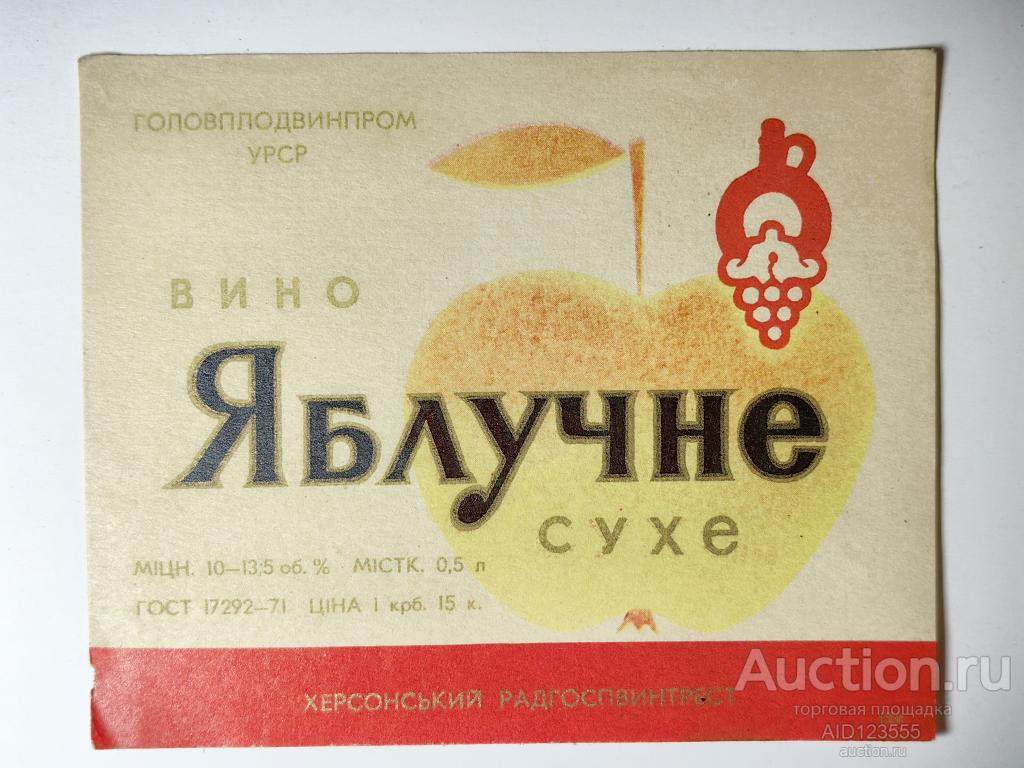 ГОЛОВПЛОДВИНПРОМ
УРСР
ВИНО
Яблучне
сухе
МІЦН. 10–13,5 об. % МІСТК. 0,5 л
ГОСТ 17292–71 ЦІНА 1 крб. 15 к.
ХЕРСОНСЬКИЙ РАДГОСПВИНТРЕСТ
Auction.ru
торговая площадка
AID123555
auction.ru